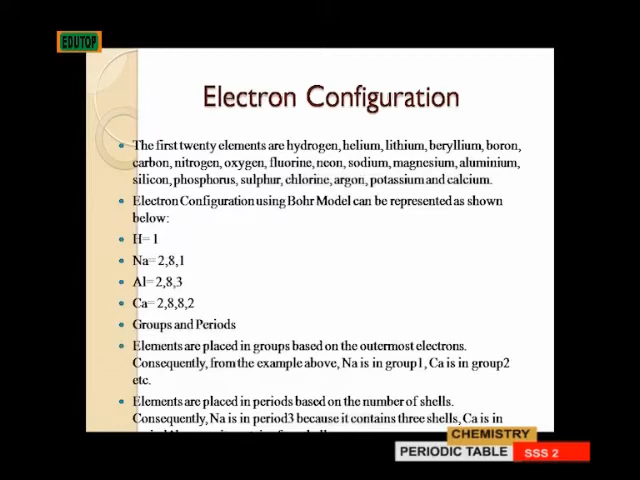 EDUTOP
Electron Configuration
The first twenty elements are hydrogen, helium, lithium, beryllium, boron,
carbon, nitrogen, oxygen, fluorine, neon, sodium, magnesium, aluminium,
silicon, phosphorus, sulphur, chlorine, argon, potassium and calcium.
Electron Configuration using Bohr Model can be represented as shown
below:
H= 1
Na= 2,8,1
Al= 2,8,3
Ca= 2,8,8,2
Groups and Periods
Elements are placed in groups based on the outermost electrons.
Consequently, from the example above, Na is in group1, Ca is in group2
etc.
Elements are placed in periods based on the number of shells.
Consequently, Na is in period3 because it contains three shells, Ca is in
CHEMISTRY
PERIODIC TABLE SSS 2